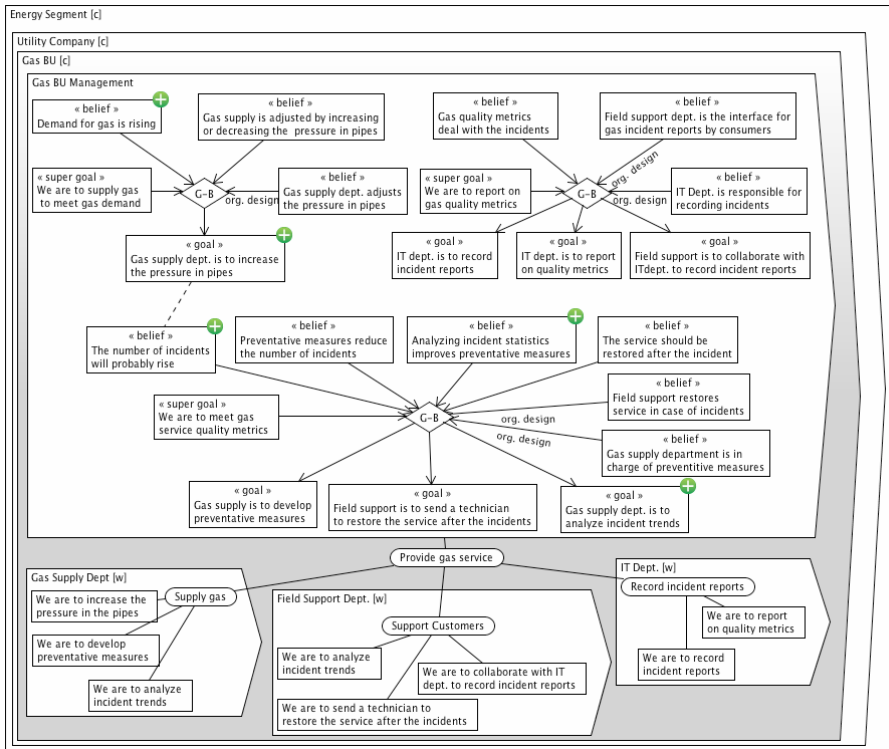 Energy Segment [c]
Utility Company [c]
Gas BU [c]
Gas BU Management
« belief »
Demand for gas is rising
« belief »
Gas supply is adjusted by increasing
or decreasing the pressure in pipes
« super goal »
We are to supply gas
to meet gas demand
G-B
org. design
« belief »
Gas supply dept. adjusts
the pressure in pipes
« goal »
Gas supply dept. is to increase
the pressure in pipes
« belief »
Gas quality metrics
deal with the incidents
« belief »
Field support dept. is the interface for
gas incident reports by consumers
« super goal »
We are to report on
gas quality metrics
G-B
org. design
org. design
« belief »
IT Dept. is responsible for
recording incidents
« goal »
IT dept. is to record
incident reports
« goal »
IT dept. is to report
on quality metrics
« goal »
Field support is to collaborate with
ITdept. to record incident reports
« belief »
The number of incidents
will probably rise
« belief »
Preventative measures reduce
the number of incidents
« belief »
Analyzing incident statistics
improves preventative measures
« belief »
The service should be
restored after the incident
« super goal »
We are to meet gas
service quality metrics
G-B
org. design
org. design
« belief »
Field support restores
service in case of incidents
« belief »
Gas supply department is in
charge of preventitive measures
« goal »
Gas supply is to develop
preventative measures
« goal »
Field support is to send a technician
to restore the service after the incidents
« goal »
Gas supply dept. is to
analyze incident trends
Provide gas service
Gas Supply Dept [w]
Supply gas
We are to increase the
pressure in the pipes
We are to develop
preventative measures
We are to analyze
incident trends
Field Support Dept. [w]
Support Customers
We are to analyze
incident trends
We are to collaborate with IT
dept. to record incident reports
We are to send a technician to
restore the service after the incidents
IT Dept. [w]
Record incident reports
We are to report
on quality metrics
We are to record
incident reports